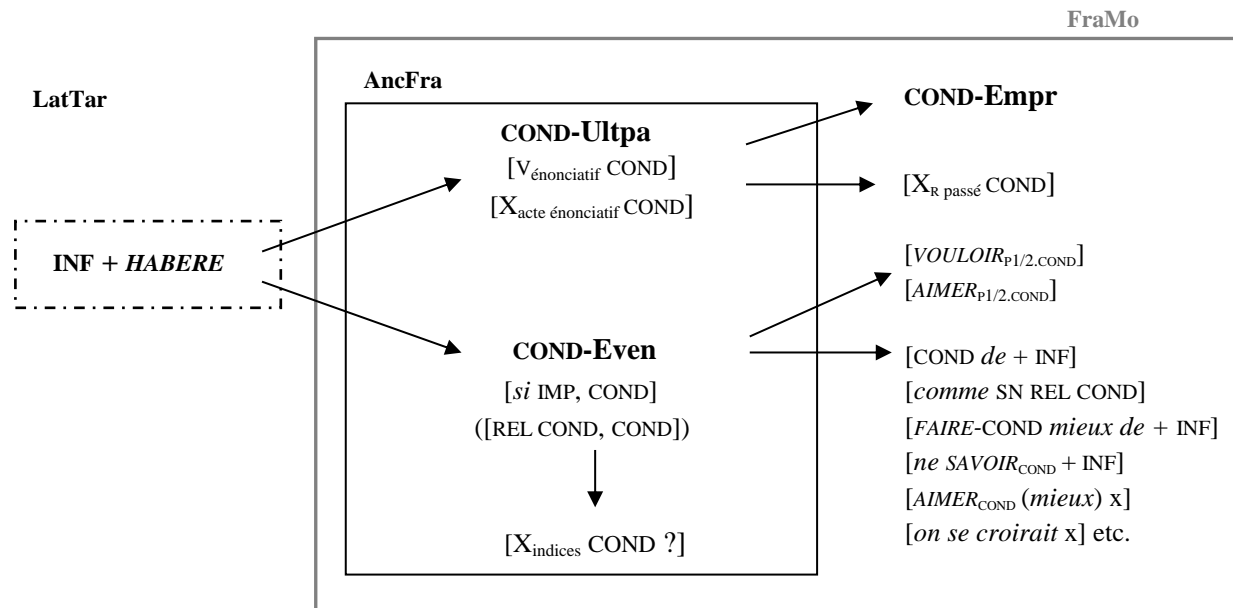 FraMo
LatTar
AncFra
INF + HABERE
COND-Ultpa
[Vénonciatif COND]
[Xacte énonciatif COND]
COND-Even
[si IMP, COND]
([REL COND, COND])
[Xindices COND ?]
COND-Empr
[XR passé COND]
[VOULOIRP1/2.COND]
[AIMERP1/2.COND]
[COND de + INF]
[comme SN REL COND]
[FAIRE-COND mieux de + INF]
[ne SAVOIRCOND + INF]
[AIMERCOND (mieux) x]
[on se croirait x] etc.